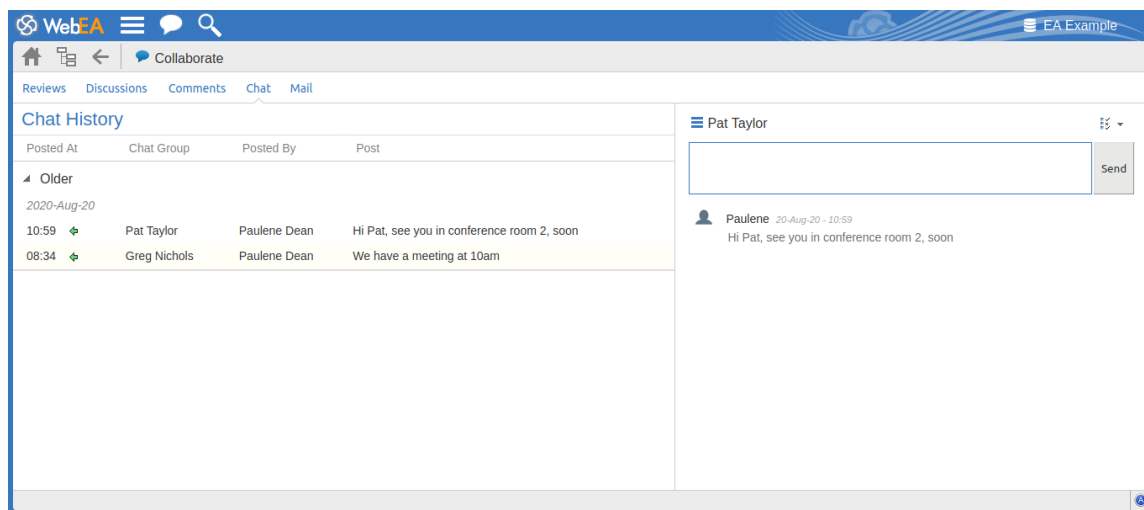 WebEA EA Example
Collaborate
Reviews Discussions Comments Chat Mail
Chat History
Posted At Chat Group Posted By Post
Older
2020-Aug-20
10:59 Pat Taylor Paulene Dean Hi Pat, see you in conference room 2, soon
08:34 Greg Nichols Paulene Dean We have a meeting at 10am
Pat Taylor
Send
Paulene 20-Aug-20 - 10:59
Hi Pat, see you in conference room 2, soon